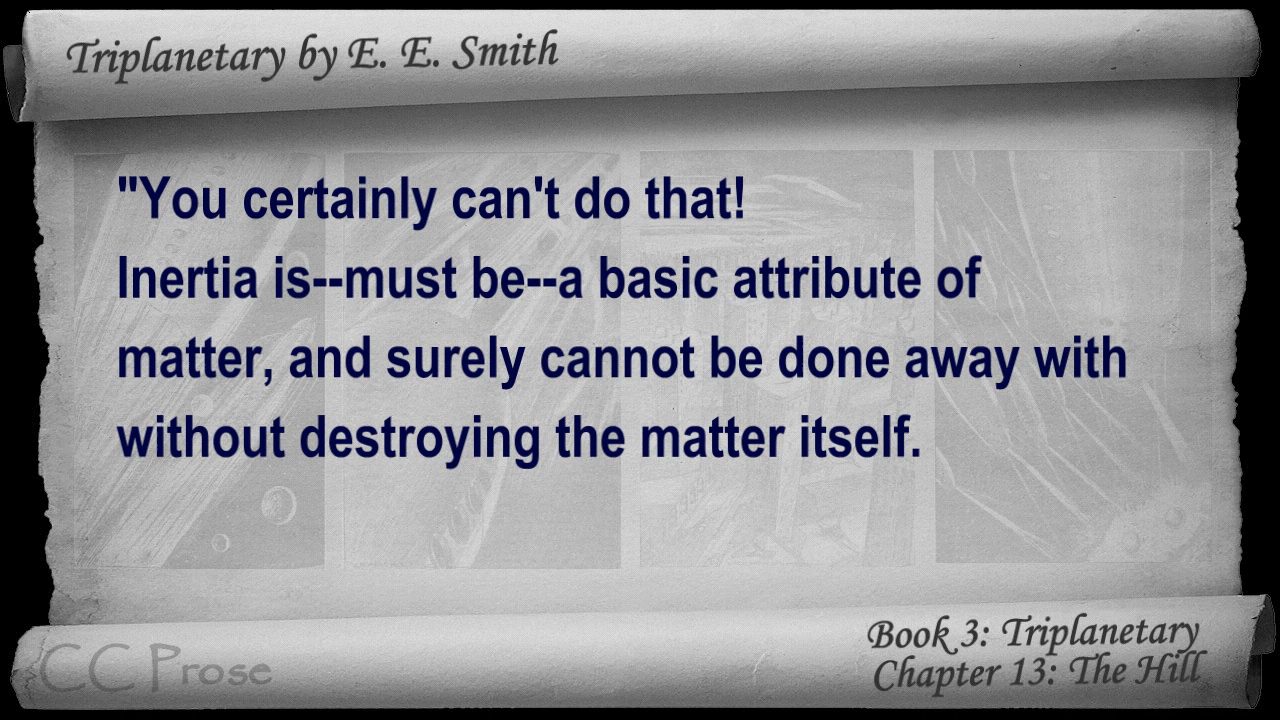 Triplanetary by E. E. Smith
"You certainly can't do that!
Inertia is--must be--a basic attribute of
matter, and surely cannot be done away with
without destroying the matter itself.
Book 3: Triplanetary
Chapter 13: The Hill
CC Prose